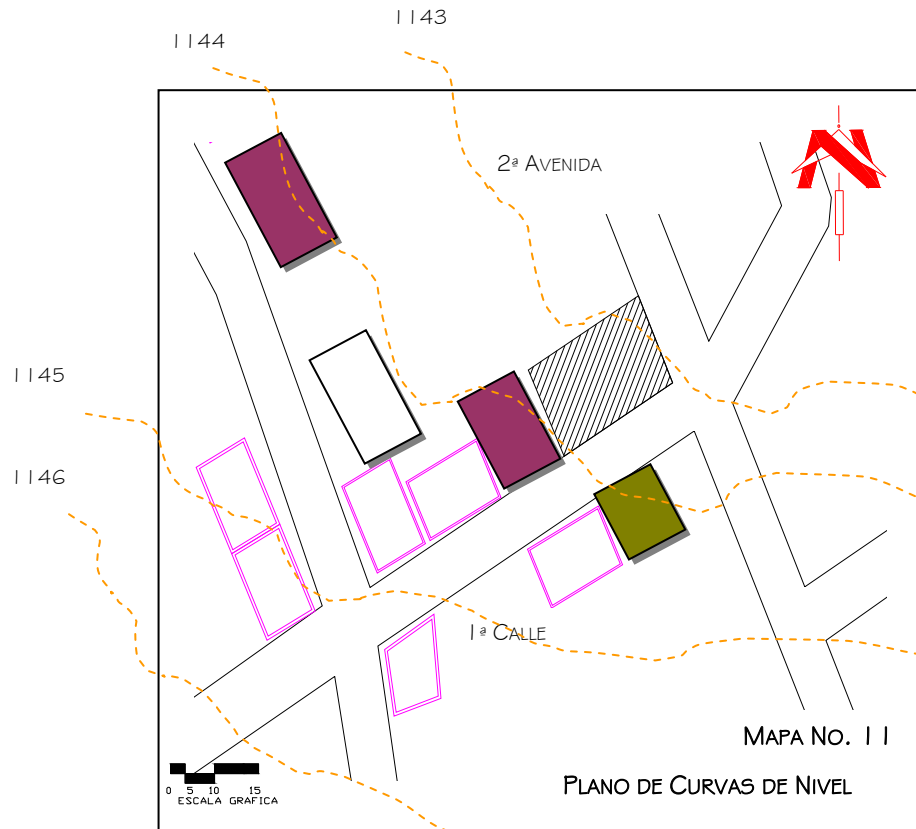 1143
1144
2ª AVENIDA
1145
1146
1ª CALLE
MAPA NO. 11
PLANO DE CURVAS DE NIVEL
0 5 10 15
ESCALA GRAFICA